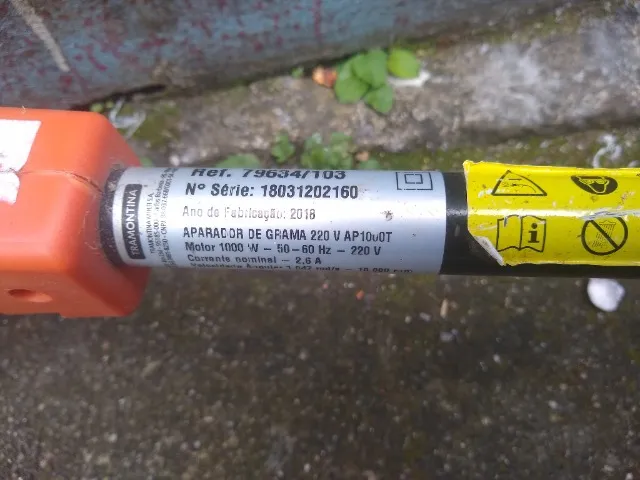 TRAMONTINA
Ref. 79634/103
Nº Série: 18031202160
Ano de Fabricação: 2018
APARADOR DE GRAMA 220 V AP1000T
Motor 1000 W - 50-60 Hz - 220 V
Corrente nominal - 2,6 A